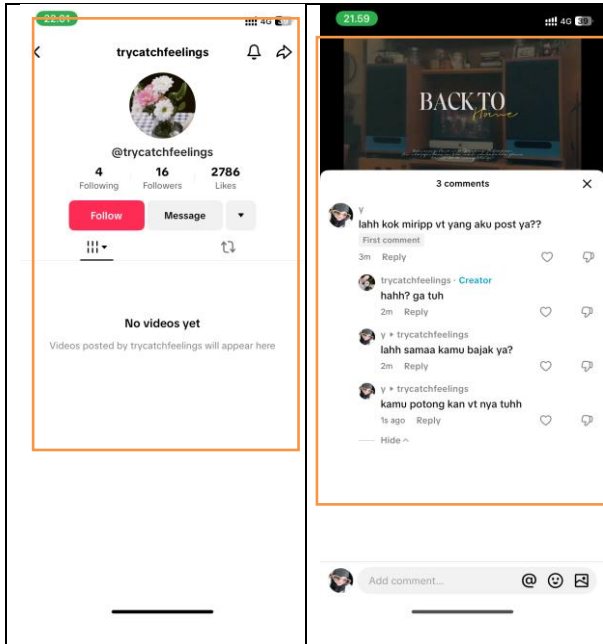 22.01
4G
trycatchfeelings
@trycatchfeelings
4 16 2786
Following Followers Likes
Follow Message
No videos yet
Videos posted by trycatchfeelings will appear here
21.59
4G 39
BACK TO
Home
3 comments
y
lahh kok miripp vt yang aku post ya??
First comment
3m Reply
trycatchfeelings · Creator
hahh? ga tuh
2m Reply
y ▸ trycatchfeelings
lahh samaa kamu bajak ya?
2m Reply
y ▸ trycatchfeelings
kamu potong kan vt nya tuhh
1s ago Reply
Hide
Add comment...